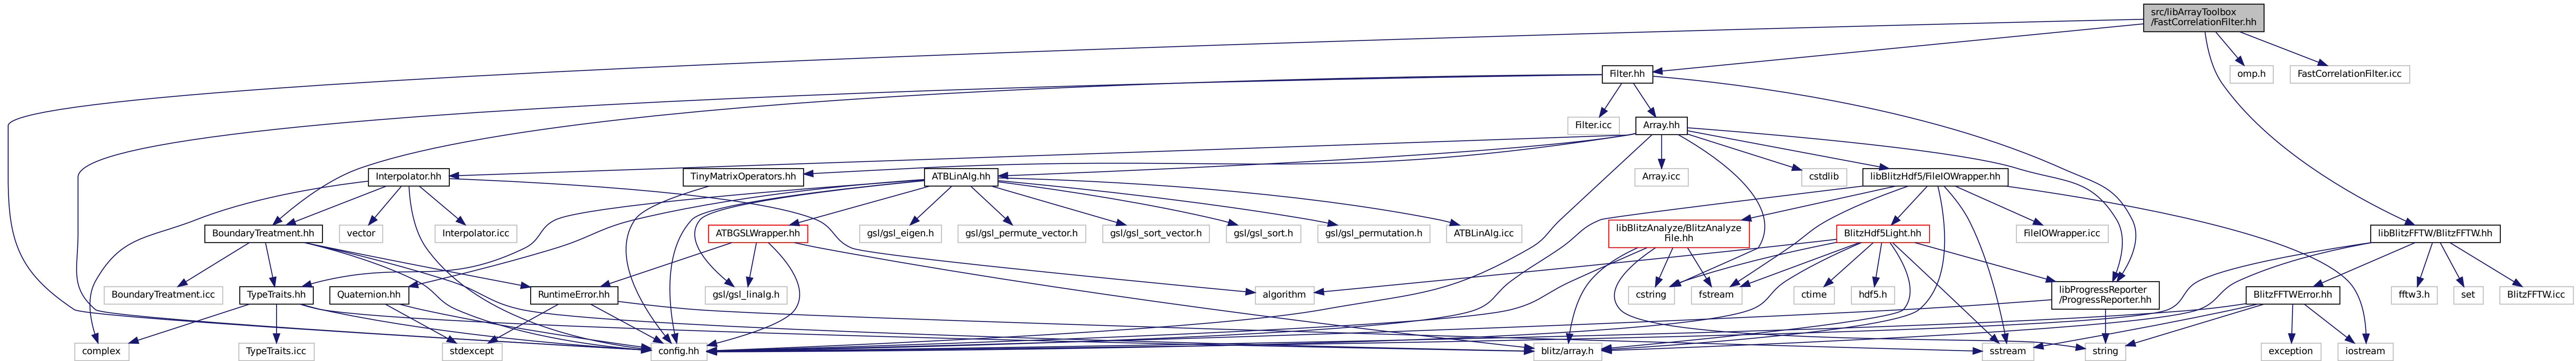 src/libArrayToolbox
/FastCorrelationFilter.hh
Filter.hh
omp.h
FastCorrelationFilter.icc
Filter.icc
Array.hh
Interpolator.hh
TinyMatrixOperators.hh
ATBLinAlg.hh
Array.icc
cstdlib
libBlitzHdf5/FileIOWrapper.hh
BoundaryTreatment.hh
vector
Interpolator.icc
ATBGSLWrapper.hh
gsl/gsl_eigen.h
gsl/gsl_permute_vector.h
gsl/gsl_sort_vector.h
gsl/gsl_sort.h
gsl/gsl_permutation.h
ATBLinAlg.icc
libBlitzAnalyze/BlitzAnalyze
File.hh
BlitzHdf5Light.hh
FileIOWrapper.icc
libBlitzFFTW/BlitzFFTW.hh
BoundaryTreatment.icc
TypeTraits.hh
Quaternion.hh
RuntimeError.hh
gsl/gsl_linalg.h
algorithm
cstring
fstream
ctime
hdf5.h
libProgressReporter
/ProgressReporter.hh
BlitzFFTWError.hh
fftw3.h
set
BlitzFFTW.icc
complex
TypeTraits.icc
stdexcept
config.hh
blitz/array.h
sstream
string
exception
iostream